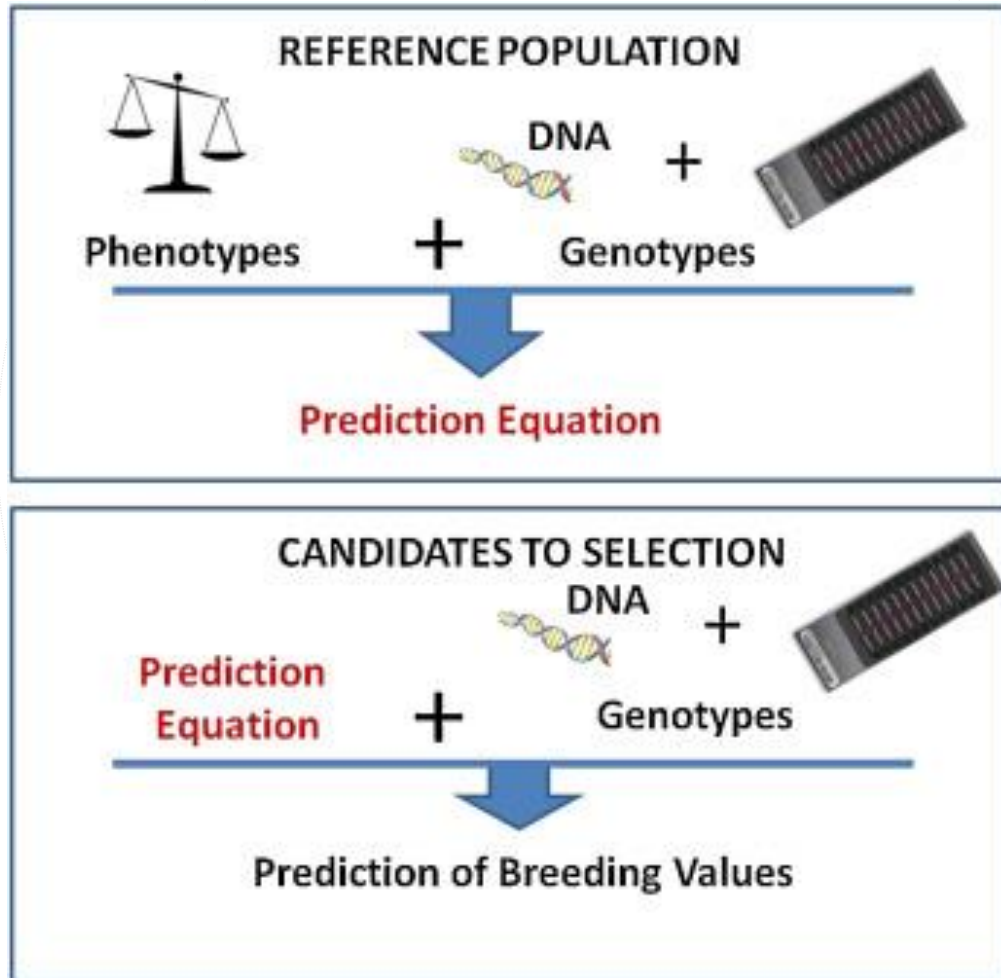 REFERENCE POPULATION
DNA
+
Phenotypes + Genotypes
Prediction Equation
CANDIDATES TO SELECTION
DNA
+
Prediction
Equation + Genotypes
Prediction of Breeding Values